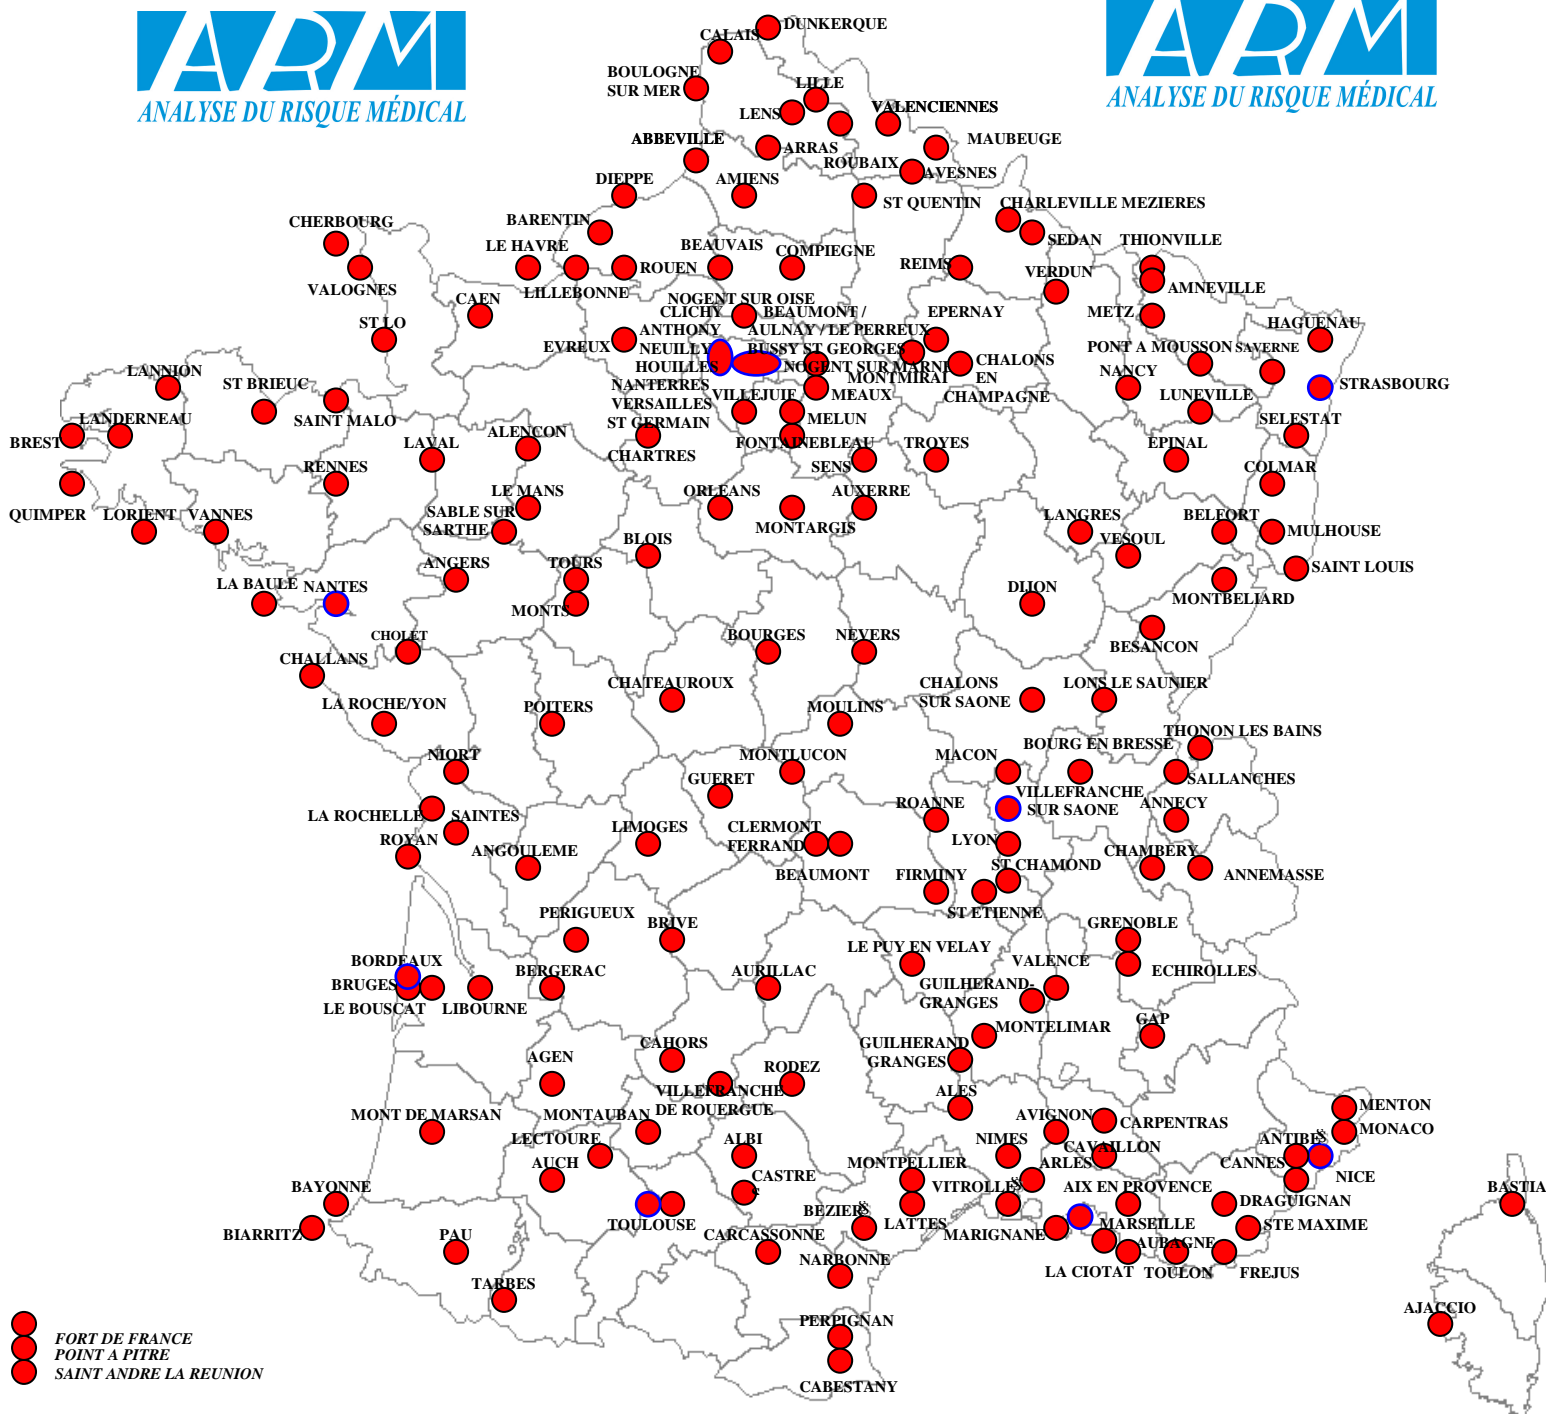 ARM
ANALYSE DU RISQUE MÉDICAL
ARM
ANALYSE DU RISQUE MÉDICAL
DUNKERQUE
CALAIS
BOULOGNE
SUR MER
LILLE
LENS
VALENCIENNES
MAUBEUGE
ABBEVILLE
ARRAS
ROUBAIX
AVESNES
DIEPPE
AMIENS
ST QUENTIN
CHARLEVILLE MEZIERES
SEDAN
CHERBOURG
BARENTIN
THIONVILLE
LE HAVRE
BEAUVAIS
COMPIEGNE
REIMS
ROUEN
VERDUN
VALOGNES
LILLEBONNE
AMNEVILLE
CAEN
NOGENT SUR OISE
CLICHY
BEAUMONT /
EPERNAY
METZ
ST LO
ANTHONY
AULNAY / LE PERREUX
HAGUENAU
EVREUX
NEUILLY
BUSSY ST GEORGES
PONT A MOUSSON
SAVERNE
HOUILLES
NOGENT SUR MARNE
CHALONS
EN
CHAMPAGNE
MONTMIRAI
LANNION
ST BRIEUC
NANTERRES
NANCY
STRASBOURG
VILLEJUIF
MEAUX
LUNEVILLE
VERSAILLES
SAINT MALO
LANDERNEAU
MELUN
ST GERMAIN
SELESTAT
BREST
LAVAL
ALENCON
CHARTRES
FONTAINEBLEAU
TROYES
EPINAL
SENS
RENNES
COLMAR
LE MANS
ORLEANS
AUXERRE
QUIMPER
LORIENT
VANNES
SABLE SUR
SARTHE
MONTARGIS
LANGRES
BELFORT
MULHOUSE
BLOIS
VESOUL
ANGERS
TOURS
SAINT LOUIS
LA BAULE
NANTES
DIJON
MONTBELIARD
MONTS
CHOLET
BOURGES
NEVERS
BESANCON
CHALLANS
CHATEAUROUX
CHALONS
SUR SAONE
LONS LE SAUNIER
LA ROCHE/YON
POITERS
MOULINS
THONON LES BAINS
NIORT
MONTLUCON
MACON
BOURG EN BRESSE
SALLANCHES
GUERET
VILLEFRANCHE
SUR SAONE
LA ROCHELLE
SAINTES
ROANNE
ANNECY
LIMOGES
CLERMONT
FERRAND
ROYAN
LYON
ANGOULEME
CHAMBERY
ST CHAMOND
BEAUMONT
FIRMINY
ANNEMASSE
PERIGUEUX
BRIVE
ST ETIENNE
GRENOBLE
LE PUY EN VELAY
BORDEAUX
BERGERAC
AURILLAC
VALENCE
ECHIROLLES
BRUGES
GUILHERAND-
GRANGES
LE BOUSCAT
LIBOURNE
GAP
MONTELIMAR
CAHORS
GUILHERAND
GRANGES
AGEN
RODEZ
VILLEFRANCHE
DE ROUERGUE
ALES
MENTON
MONT DE MARSAN
MONTAUBAN
AVIGNON
CARPENTRAS
MONACO
LECTOURE
ALBI
NIMES
CAVAILLON
ANTIBES
AUCH
MONTPELLIER
ARLES
CANNES
CASTRE
S
NICE
BAYONNE
VITROLLES
AIX EN PROVENCE
BASTIA
DRAGUIGNAN
BEZIERS
TOULOUSE
LATTES
MARSEILLE
STE MAXIME
BIARRITZ
PAU
CARCASSONNE
MARIGNANE
AUBAGNE
NARBONNE
LA CIOTAT
TOULON
FREJUS
TARBES
AJACCIO
PERPIGNAN
CABESTANY
FORT DE FRANCE
POINT A PITRE
SAINT ANDRE LA REUNION